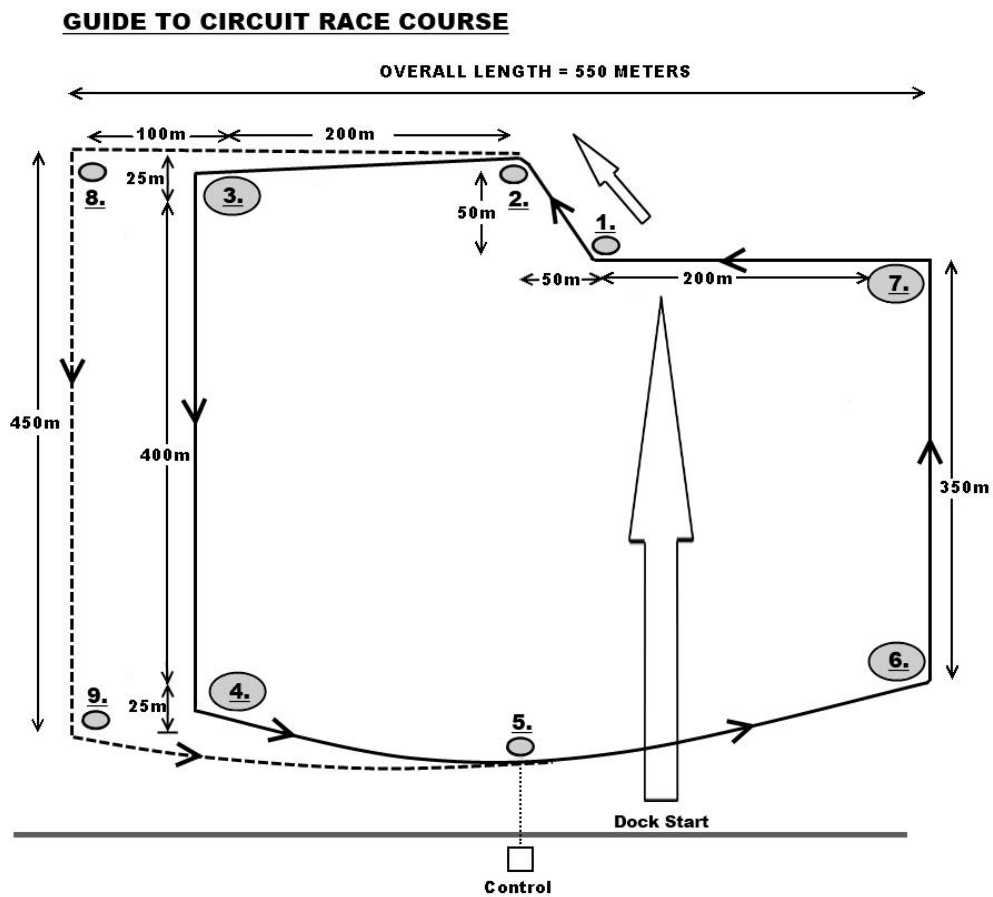 GUIDE TO CIRCUIT RACE COURSE
OVERALL LENGTH = 550 METERS
100m
200m
25m
8.
3.
2.
50m
1.
50m
200m
7.
450m
400m
350m
6.
9.
4.
25m
5.
Dock Start
Control